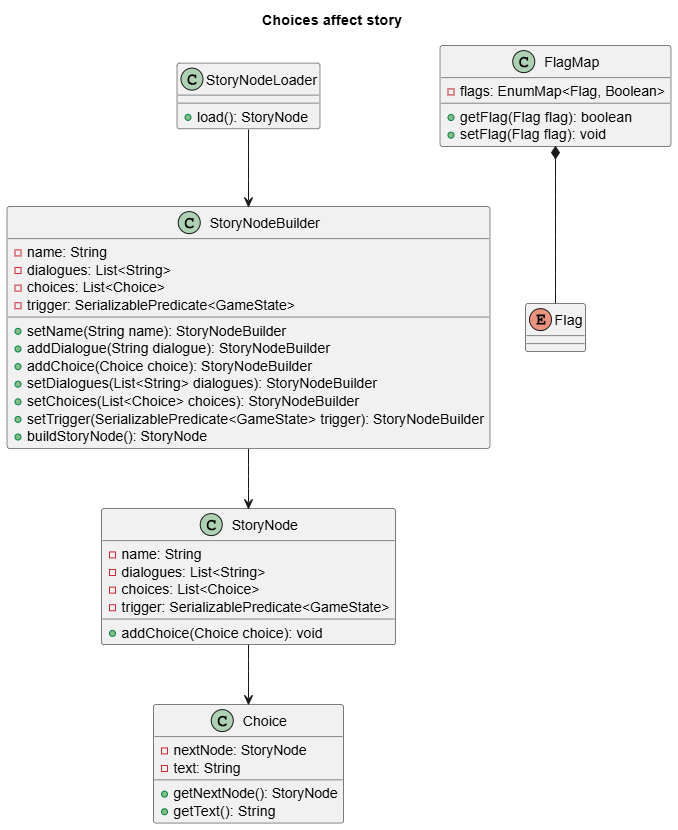 Choices affect story
C StoryNodeLoader
load(): StoryNode
C FlagMap
flags: EnumMap<Flag, Boolean>
getFlag(Flag flag): boolean
setFlag(Flag flag): void
C StoryNodeBuilder
name: String
dialogues: List<String>
choices: List<Choice>
trigger: SerializablePredicate<GameState>
setName(String name): StoryNodeBuilder
addDialogue(String dialogue): StoryNodeBuilder
addChoice(Choice choice): StoryNodeBuilder
setDialogues(List<String> dialogues): StoryNodeBuilder
setChoices(List<Choice> choices): StoryNodeBuilder
setTrigger(SerializablePredicate<GameState> trigger): StoryNodeBuilder
buildStoryNode(): StoryNode
E Flag
C StoryNode
name: String
dialogues: List<String>
choices: List<Choice>
trigger: SerializablePredicate<GameState>
addChoice(Choice choice): void
C Choice
nextNode: StoryNode
text: String
getNextNode(): StoryNode
getText(): String